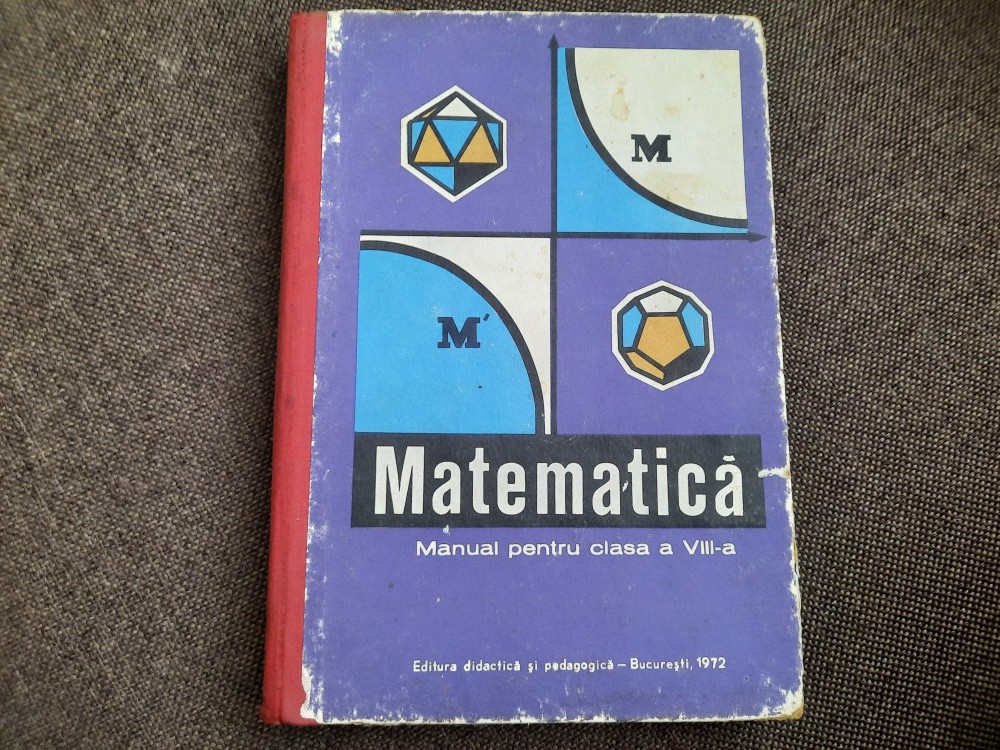 M
M'
Matematică
Manual pentru clasa a VIII-a
Editura didactică și pedagogică – București, 1972